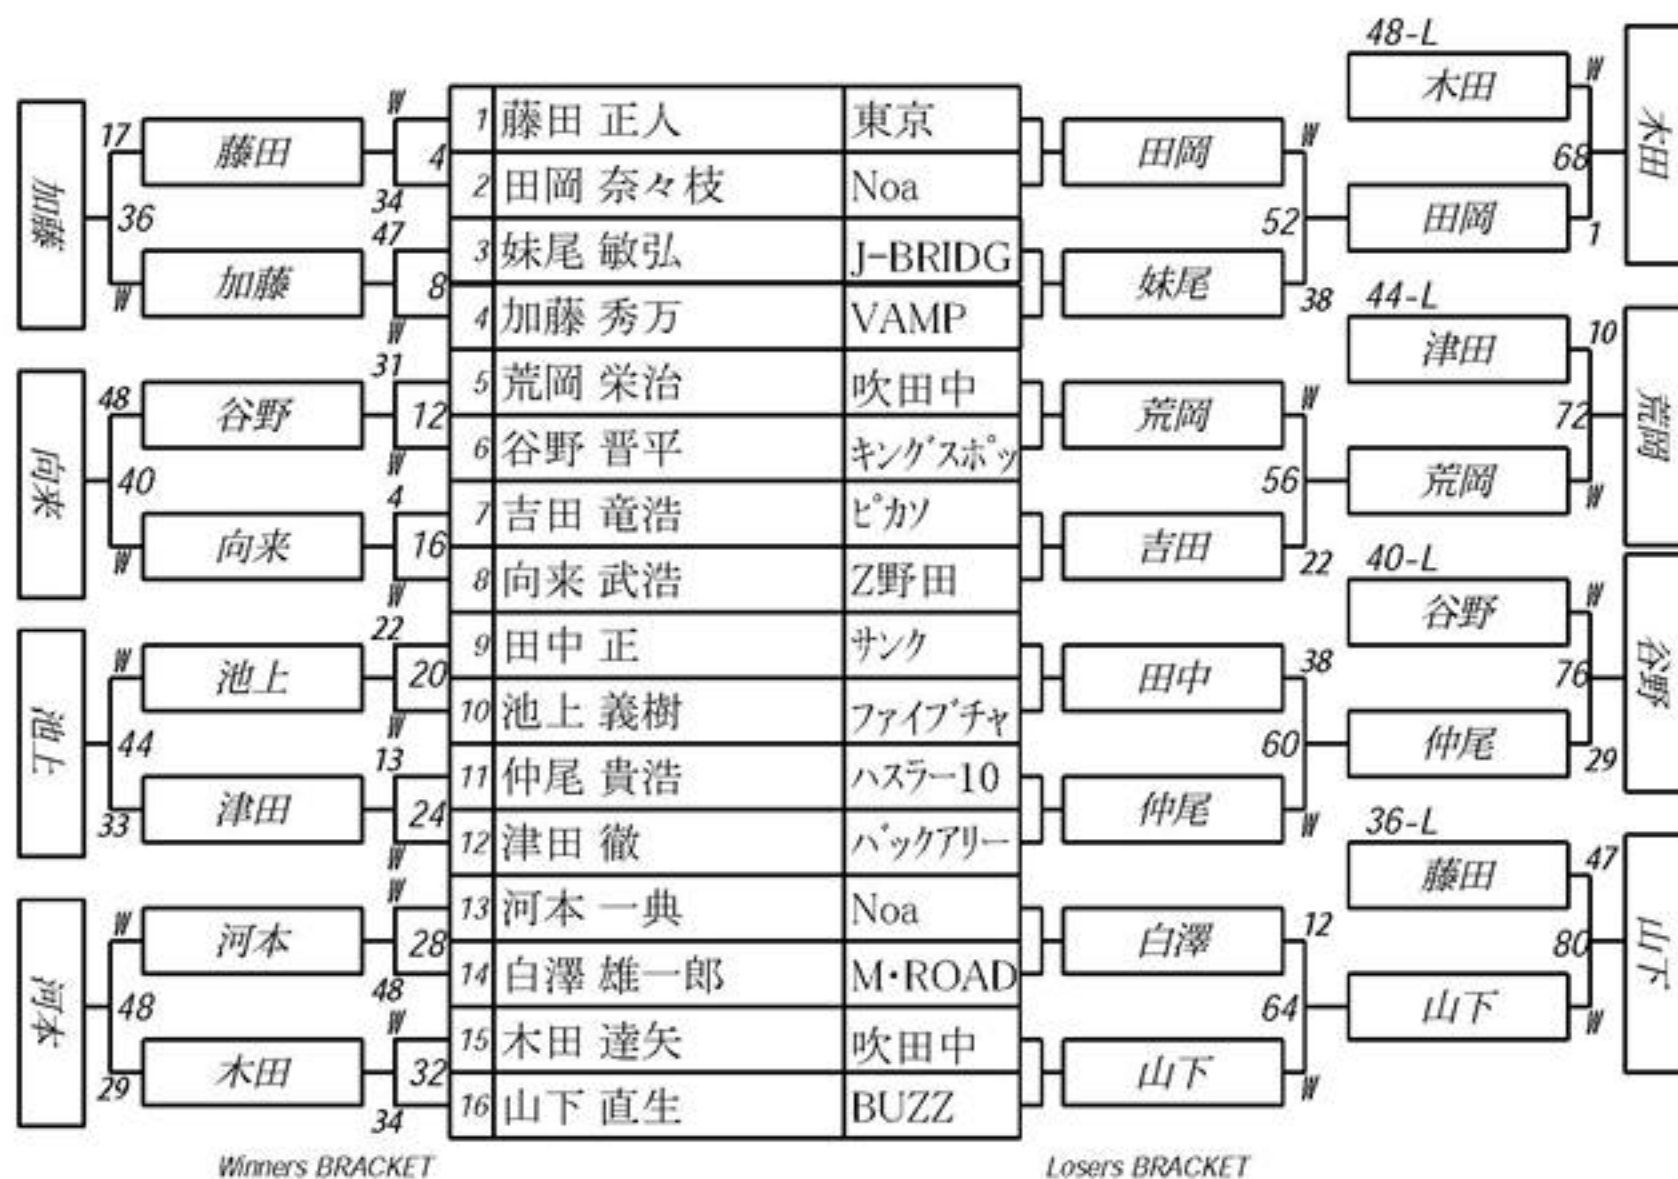 加藤
向来
池上
河本
17
36
W
48
40
W
W
44
33
W
48
29
藤田
加藤
谷野
向来
池上
津田
河本
木田
W
4
34
47
8
W
31
12
W
4
16
W
22
20
W
13
24
W
W
28
48
W
32
34
1 藤田 正人 東京
2 田岡 奈々枝 Noa
3 妹尾 敏弘 J-BRIDG
4 加藤 秀万 VAMP
5 荒岡 栄治 吹田中
6 谷野 晋平 キングスポッ
7 吉田 竜浩 ピカソ
8 向来 武浩 Z野田
9 田中 正 サンク
10 池上 義樹 ファイブチャ
11 仲尾 貴浩 ハスラー10
12 津田 徹 バックアリー
13 河本 一典 Noa
14 白澤 雄一郎 M・ROAD
15 木田 達矢 吹田中
16 山下 直生 BUZZ
田岡
妹尾
荒岡
吉田
田中
仲尾
白澤
山下
W
52
38
W
56
22
38
60
W
12
64
W
48-L
木田
田岡
44-L
津田
荒岡
40-L
谷野
仲尾
36-L
藤田
山下
W
68
1
10
72
W
W
76
29
47
80
W
木田
荒岡
谷野
山下
Winners BRACKET
Losers BRACKET